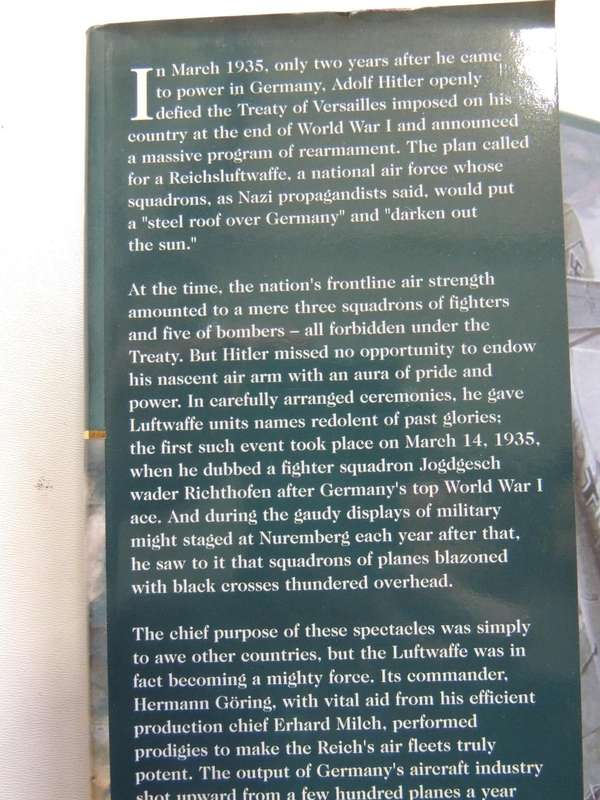 In March 1935, only two years after he came
to power in Germany, Adolf Hitler openly
defied the Treaty of Versailles imposed on his
country at the end of World War I and announced
a massive program of rearmament. The plan called
for a Reichsluftwaffe, a national air force whose
squadrons, as Nazi propagandists said, would put
a "steel roof over Germany" and "darken out
the sun."
At the time, the nation's frontline air strength
amounted to a mere three squadrons of fighters
and five of bombers – all forbidden under the
Treaty. But Hitler missed no opportunity to endow
his nascent air arm with an aura of pride and
power. In carefully arranged ceremonies, he gave
Luftwaffe units names redolent of past glories;
the first such event took place on March 14, 1935,
when he dubbed a fighter squadron Jogdgesch
wader Richthofen after Germany's top World War I
ace. And during the gaudy displays of military
might staged at Nuremberg each year after that,
he saw to it that squadrons of planes blazoned
with black crosses thundered overhead.
The chief purpose of these spectacles was simply
to awe other countries, but the Luftwaffe was in
fact becoming a mighty force. Its commander,
Hermann Göring, with vital aid from his efficient
production chief Erhard Milch, performed
prodigies to make the Reich's air fleets truly
potent. The output of Germany's aircraft industry
shot upward from a few hundred planes a year